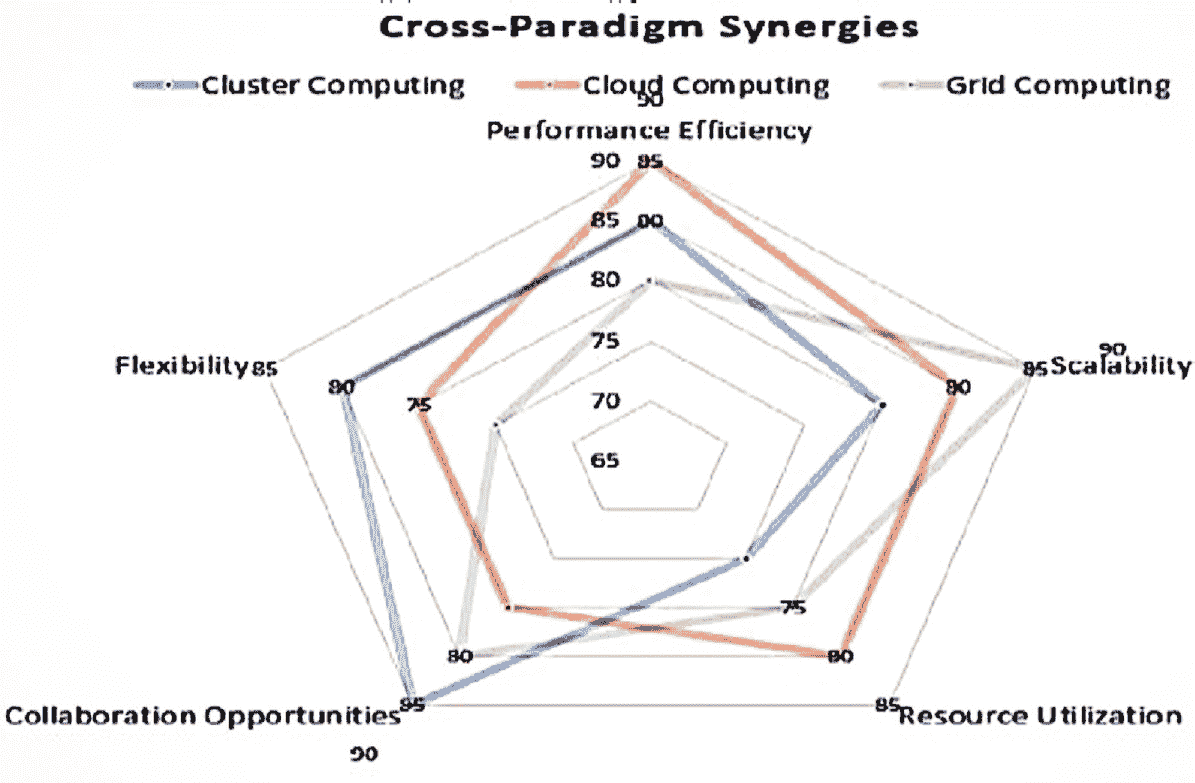 Cross-Paradigm Synergies
Cluster Computing Cloud Computing Grid Computing
90
Performance Efficiency
90 85
85 80
80
75
70
65
Flexibility 85
80
75
90
85 Scalability
80
75
80
80
85 Collaboration Opportunities
85 Resource Utilization
90